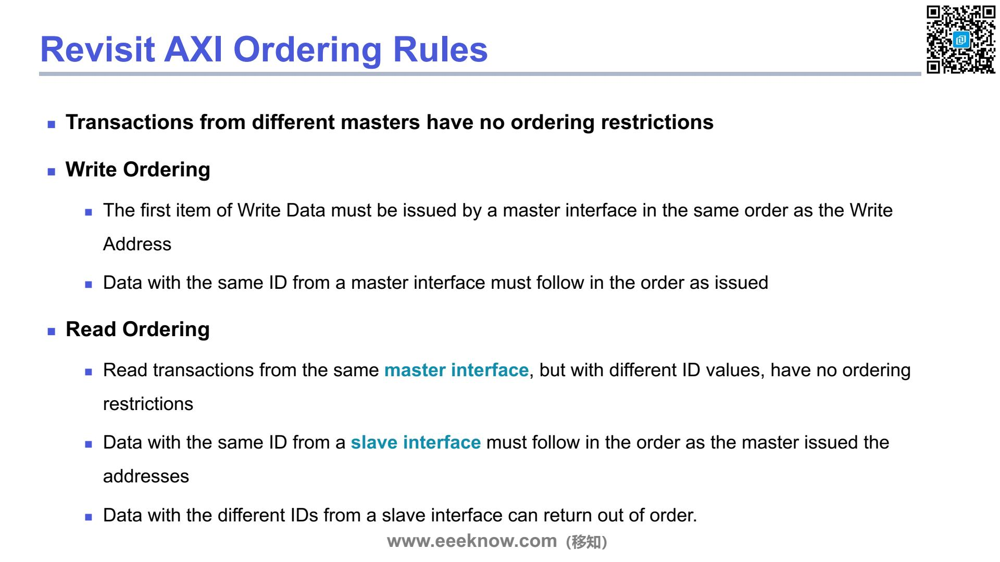 Revisit AXI Ordering Rules
Transactions from different masters have no ordering restrictions
Write Ordering
The first item of Write Data must be issued by a master interface in the same order as the Write
Address
Data with the same ID from a master interface must follow in the order as issued
Read Ordering
Read transactions from the same master interface, but with different ID values, have no ordering
restrictions
Data with the same ID from a slave interface must follow in the order as the master issued the
addresses
Data with the different IDs from a slave interface can return out of order.
www.eeeknow.com (移知)